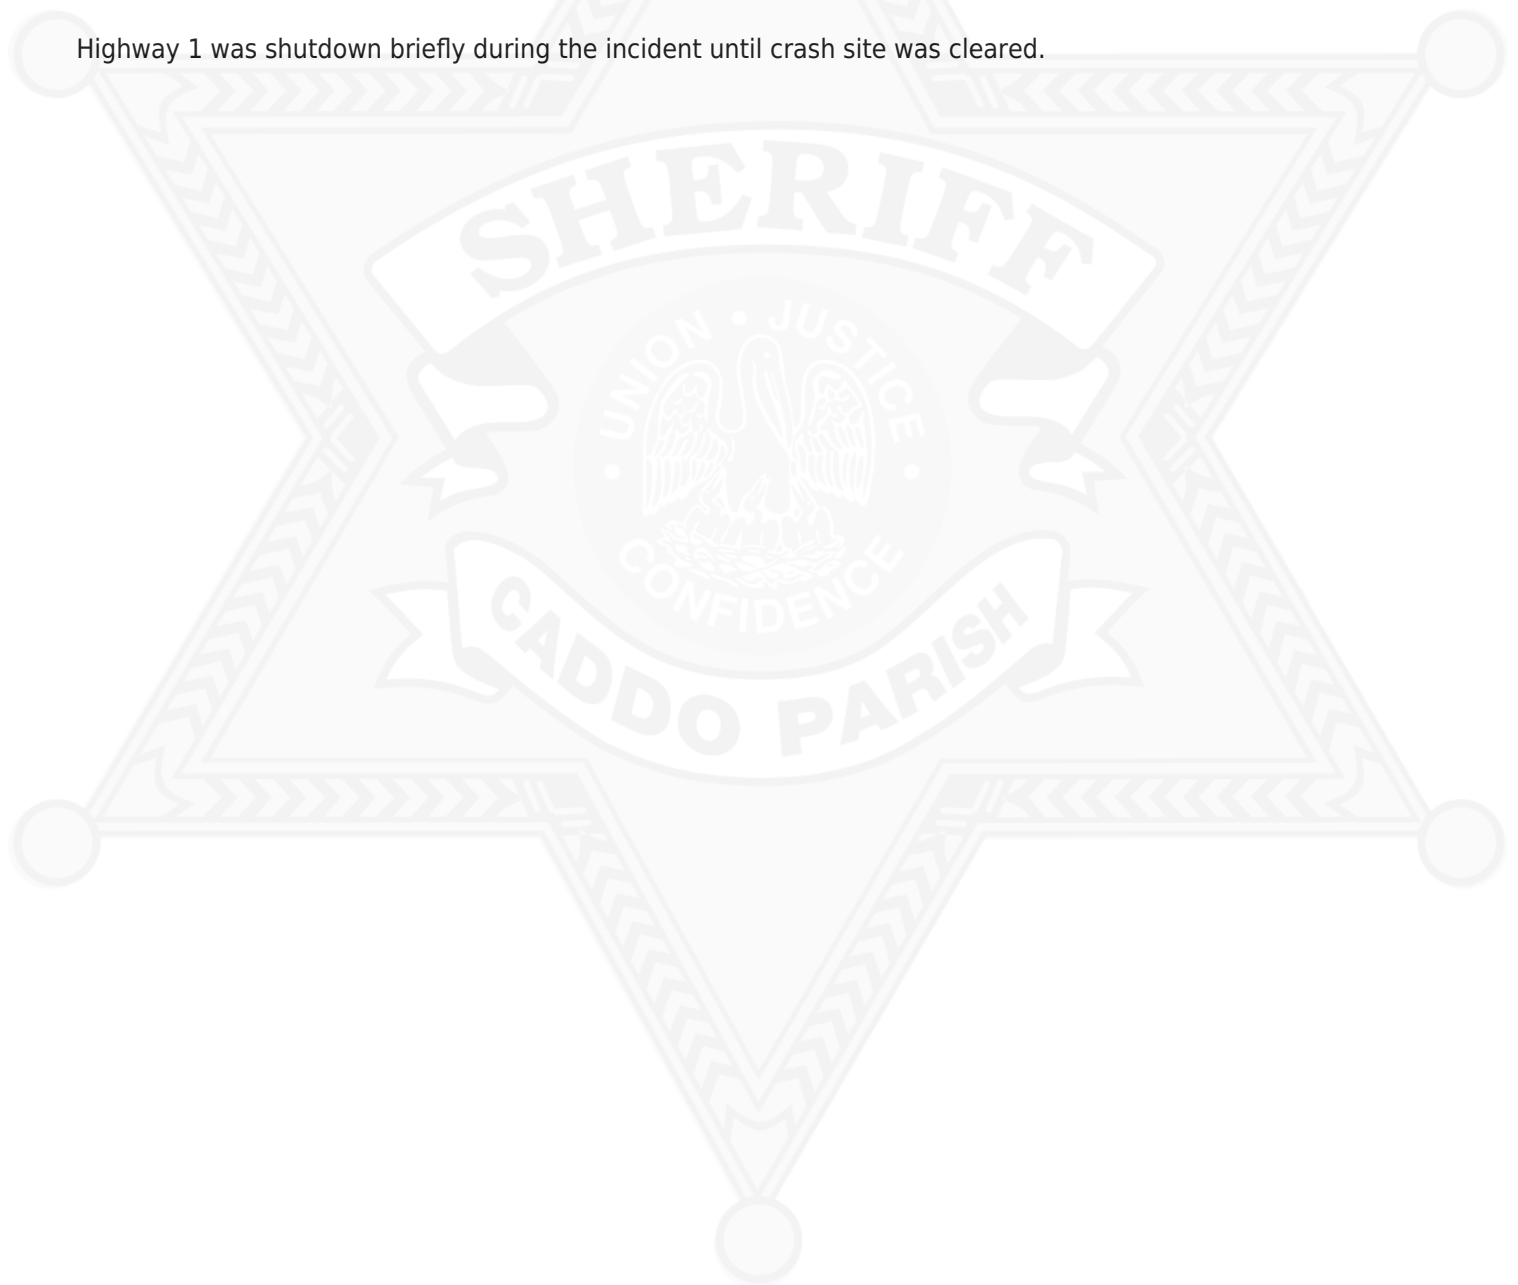 Highway 1 was shutdown briefly during the incident until crash site was cleared.
SHERIFF
UNION • JUSTICE
• CONFIDENCE •
CADDO PARISH